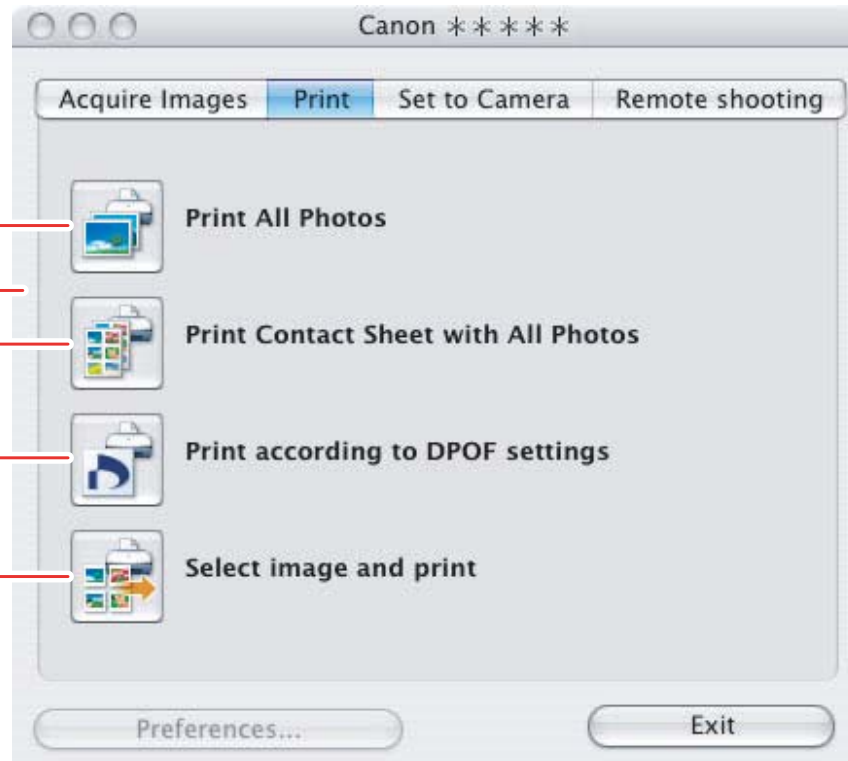 Canon *****
Acquire Images Print Set to Camera Remote shooting
Print All Photos
Print Contact Sheet with All Photos
Print according to DPOF settings
Select image and print
Preferences... Exit